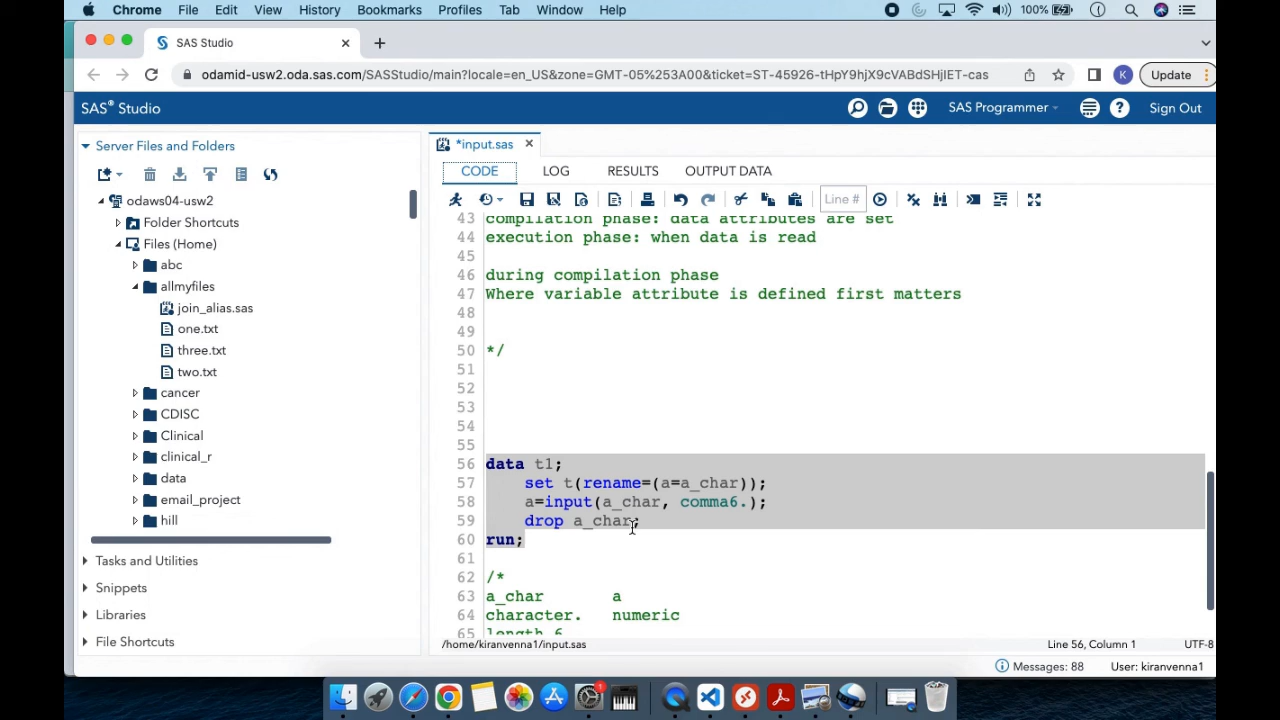 Chrome File Edit View History Bookmarks Profiles Tab Window Help 100%
SAS Studio
odamid-usw2.oda.sas.com/SASStudio/main?locale=en_US&zone=GMT-05%253A00&ticket=ST-45926-tHpY9hjX9cVABdSHjIET-cas K Update
SAS® Studio SAS Programmer Sign Out
Server Files and Folders
odaws04-usw2
Folder Shortcuts
Files (Home)
abc
allmyfiles
join_alias.sas
one.txt
three.txt
two.txt
cancer
CDISC
Clinical
clinical_r
data
email_project
hill
Tasks and Utilities
Snippets
Libraries
File Shortcuts
*input.sas
CODE LOG RESULTS OUTPUT DATA
Line #
43 compilation phase: data attributes are set
44 execution phase: when data is read
45
46 during compilation phase
47 Where variable attribute is defined first matters
48
49
50 */
51
52
53
54
55
56 data t1;
57 set t(rename=(a=a_char));
58 a=input(a_char, comma6.);
59 drop a_char;
60 run;
61
62 /*
63 a_char a
64 character. numeric
65 length 6
/home/kiranvenna1/input.sas Line 56, Column 1 UTF-8
Messages: 88 User: kiranvenna1
1